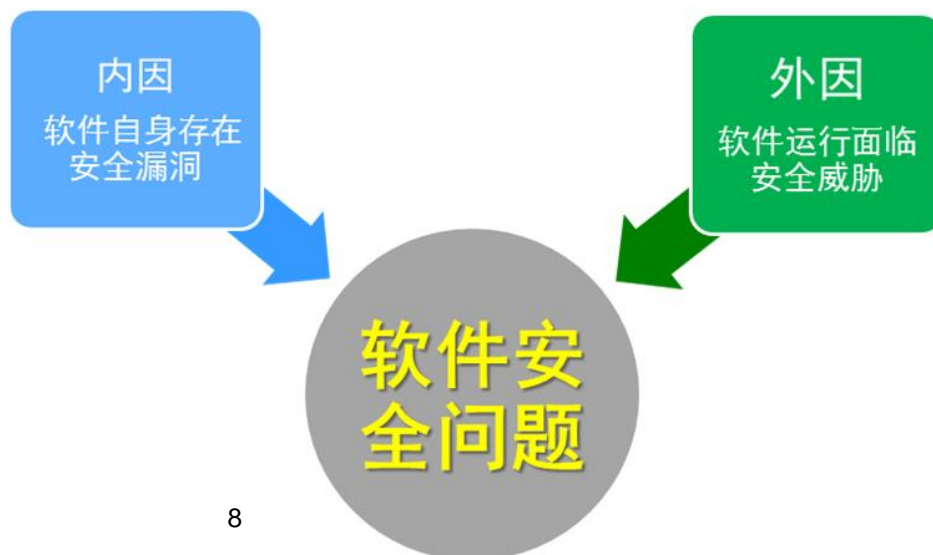 内因
软件自身存在
安全漏洞
外因
软件运行面临
安全威胁
软件安
全问题
8